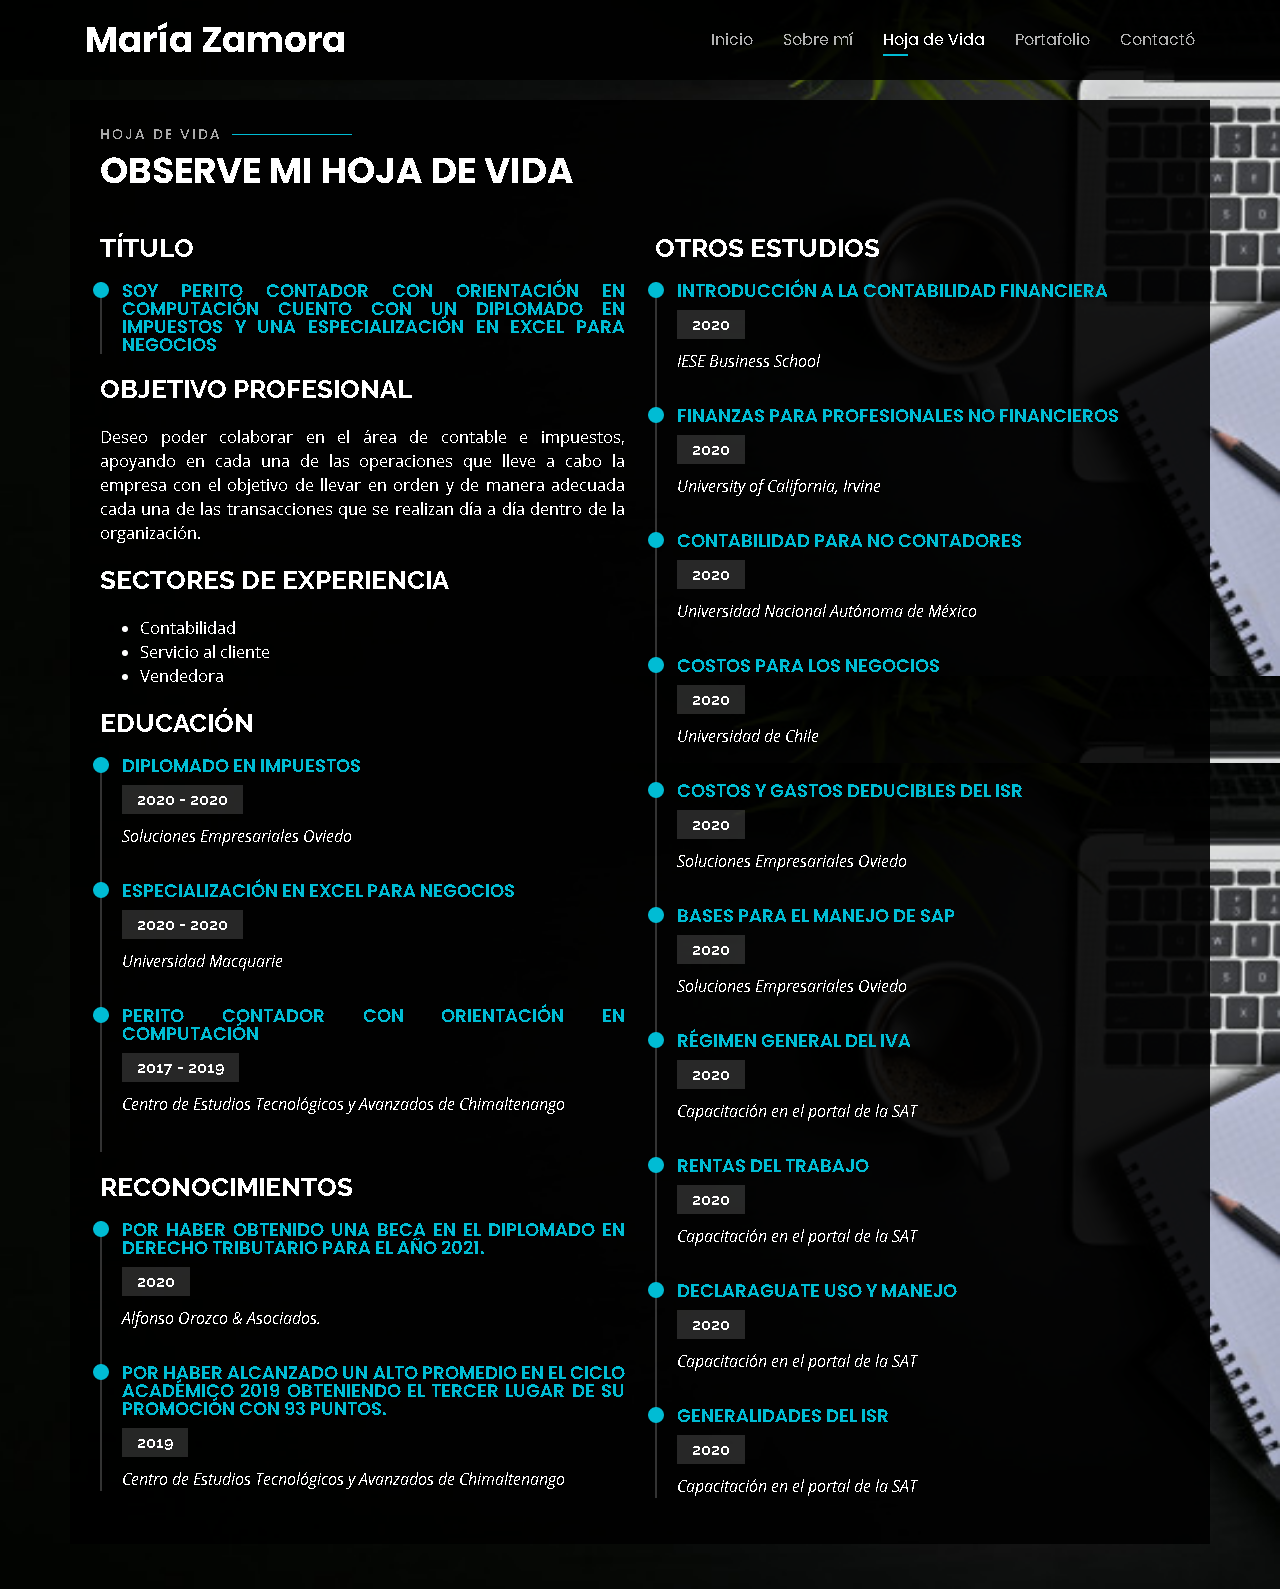 María Zamora
Inicio
Sobre mí
Hoja de Vida
Portafolio
Contactó
HOJA DE VIDA
OBSERVE MI HOJA DE VIDA
TÍTULO
SOY PERITO CONTADOR CON ORIENTACIÓN EN
COMPUTACIÓN CUENTO CON UN DIPLOMADO EN
IMPUESTOS Y UNA ESPECIALIZACIÓN EN EXCEL PARA
NEGOCIOS
OBJETIVO PROFESIONAL
Deseo poder colaborar en el área de contable e impuestos,
apoyando en cada una de las operaciones que lleve a cabo la
empresa con el objetivo de llevar en orden y de manera adecuada
cada una de las transacciones que se realizan día a día dentro de la
organización.
SECTORES DE EXPERIENCIA
Contabilidad
Servicio al cliente
Vendedora
EDUCACIÓN
DIPLOMADO EN IMPUESTOS
2020 - 2020
Soluciones Empresariales Oviedo
ESPECIALIZACIÓN EN EXCEL PARA NEGOCIOS
2020 - 2020
Universidad Macquarie
PERITO CONTADOR CON ORIENTACIÓN EN
COMPUTACIÓN
2017 - 2019
Centro de Estudios Tecnológicos y Avanzados de Chimaltenango
RECONOCIMIENTOS
POR HABER OBTENIDO UNA BECA EN EL DIPLOMADO EN
DERECHO TRIBUTARIO PARA EL AÑO 2021.
2020
Alfonso Orozco & Asociados.
POR HABER ALCANZADO UN ALTO PROMEDIO EN EL CICLO
ACADÉMICO 2019 OBTENIENDO EL TERCER LUGAR DE SU
PROMOCIÓN CON 93 PUNTOS.
2019
Centro de Estudios Tecnológicos y Avanzados de Chimaltenango
OTROS ESTUDIOS
INTRODUCCIÓN A LA CONTABILIDAD FINANCIERA
2020
IESE Business School
FINANZAS PARA PROFESIONALES NO FINANCIEROS
2020
University of California, Irvine
CONTABILIDAD PARA NO CONTADORES
2020
Universidad Nacional Autónoma de México
COSTOS PARA LOS NEGOCIOS
2020
Universidad de Chile
COSTOS Y GASTOS DEDUCIBLES DEL ISR
2020
Soluciones Empresariales Oviedo
BASES PARA EL MANEJO DE SAP
2020
Soluciones Empresariales Oviedo
RÉGIMEN GENERAL DEL IVA
2020
Capacitación en el portal de la SAT
RENTAS DEL TRABAJO
2020
Capacitación en el portal de la SAT
DECLARAGUATE USO Y MANEJO
2020
Capacitación en el portal de la SAT
GENERALIDADES DEL ISR
2020
Capacitación en el portal de la SAT